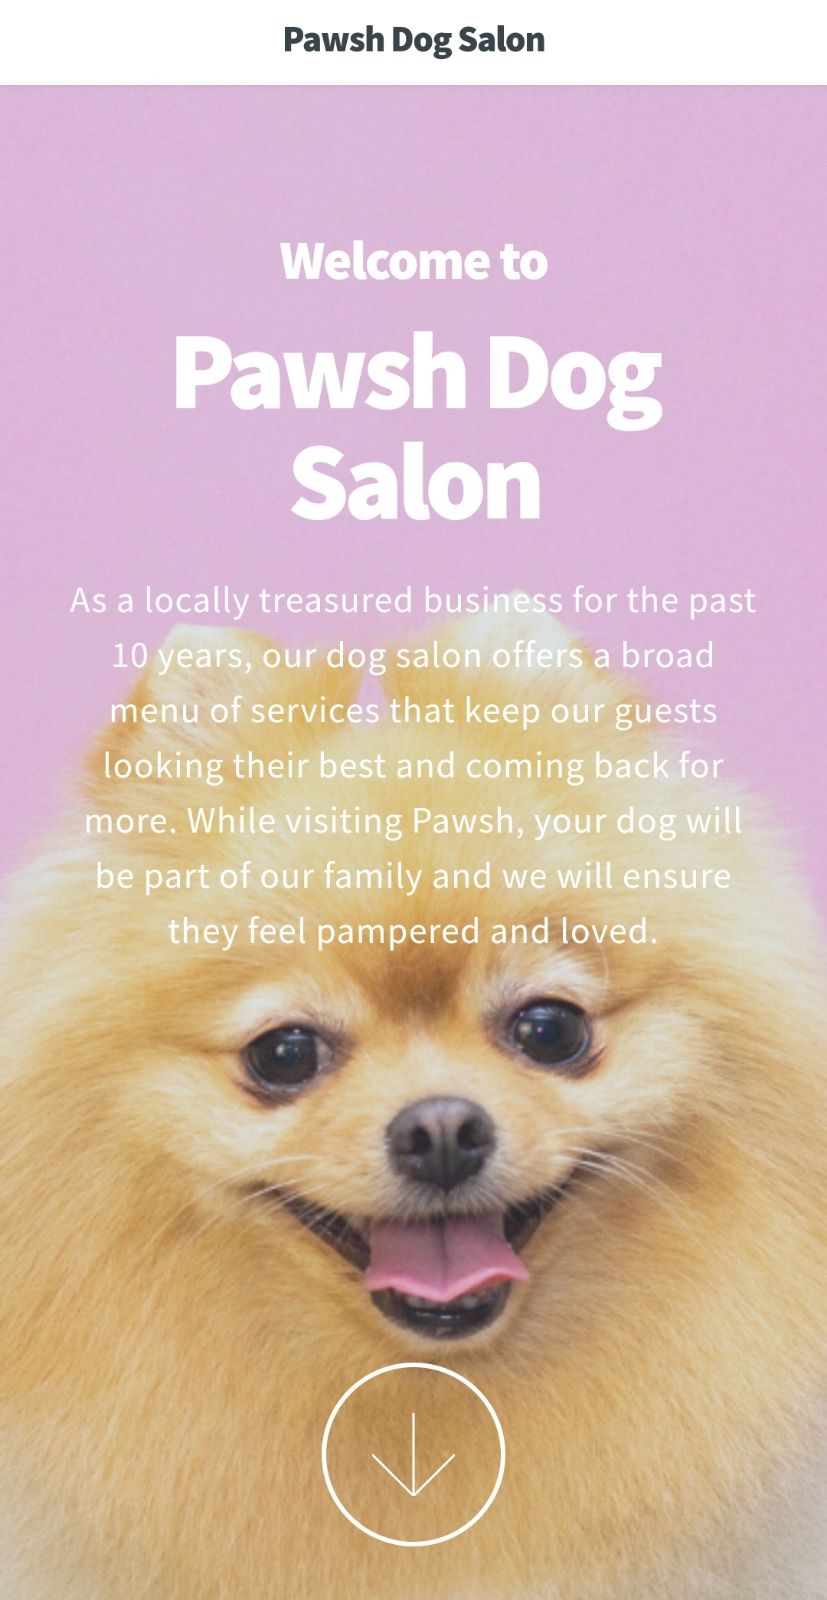 Pawsh Dog Salon
Welcome to
Pawsh Dog
Salon
As a locally treasured business for the past
10 years, our dog salon offers a broad
menu of services that keep our guests
looking their best and coming back for
more. While visiting Pawsh, your dog will
be part of our family and we will ensure
they feel pampered and loved.